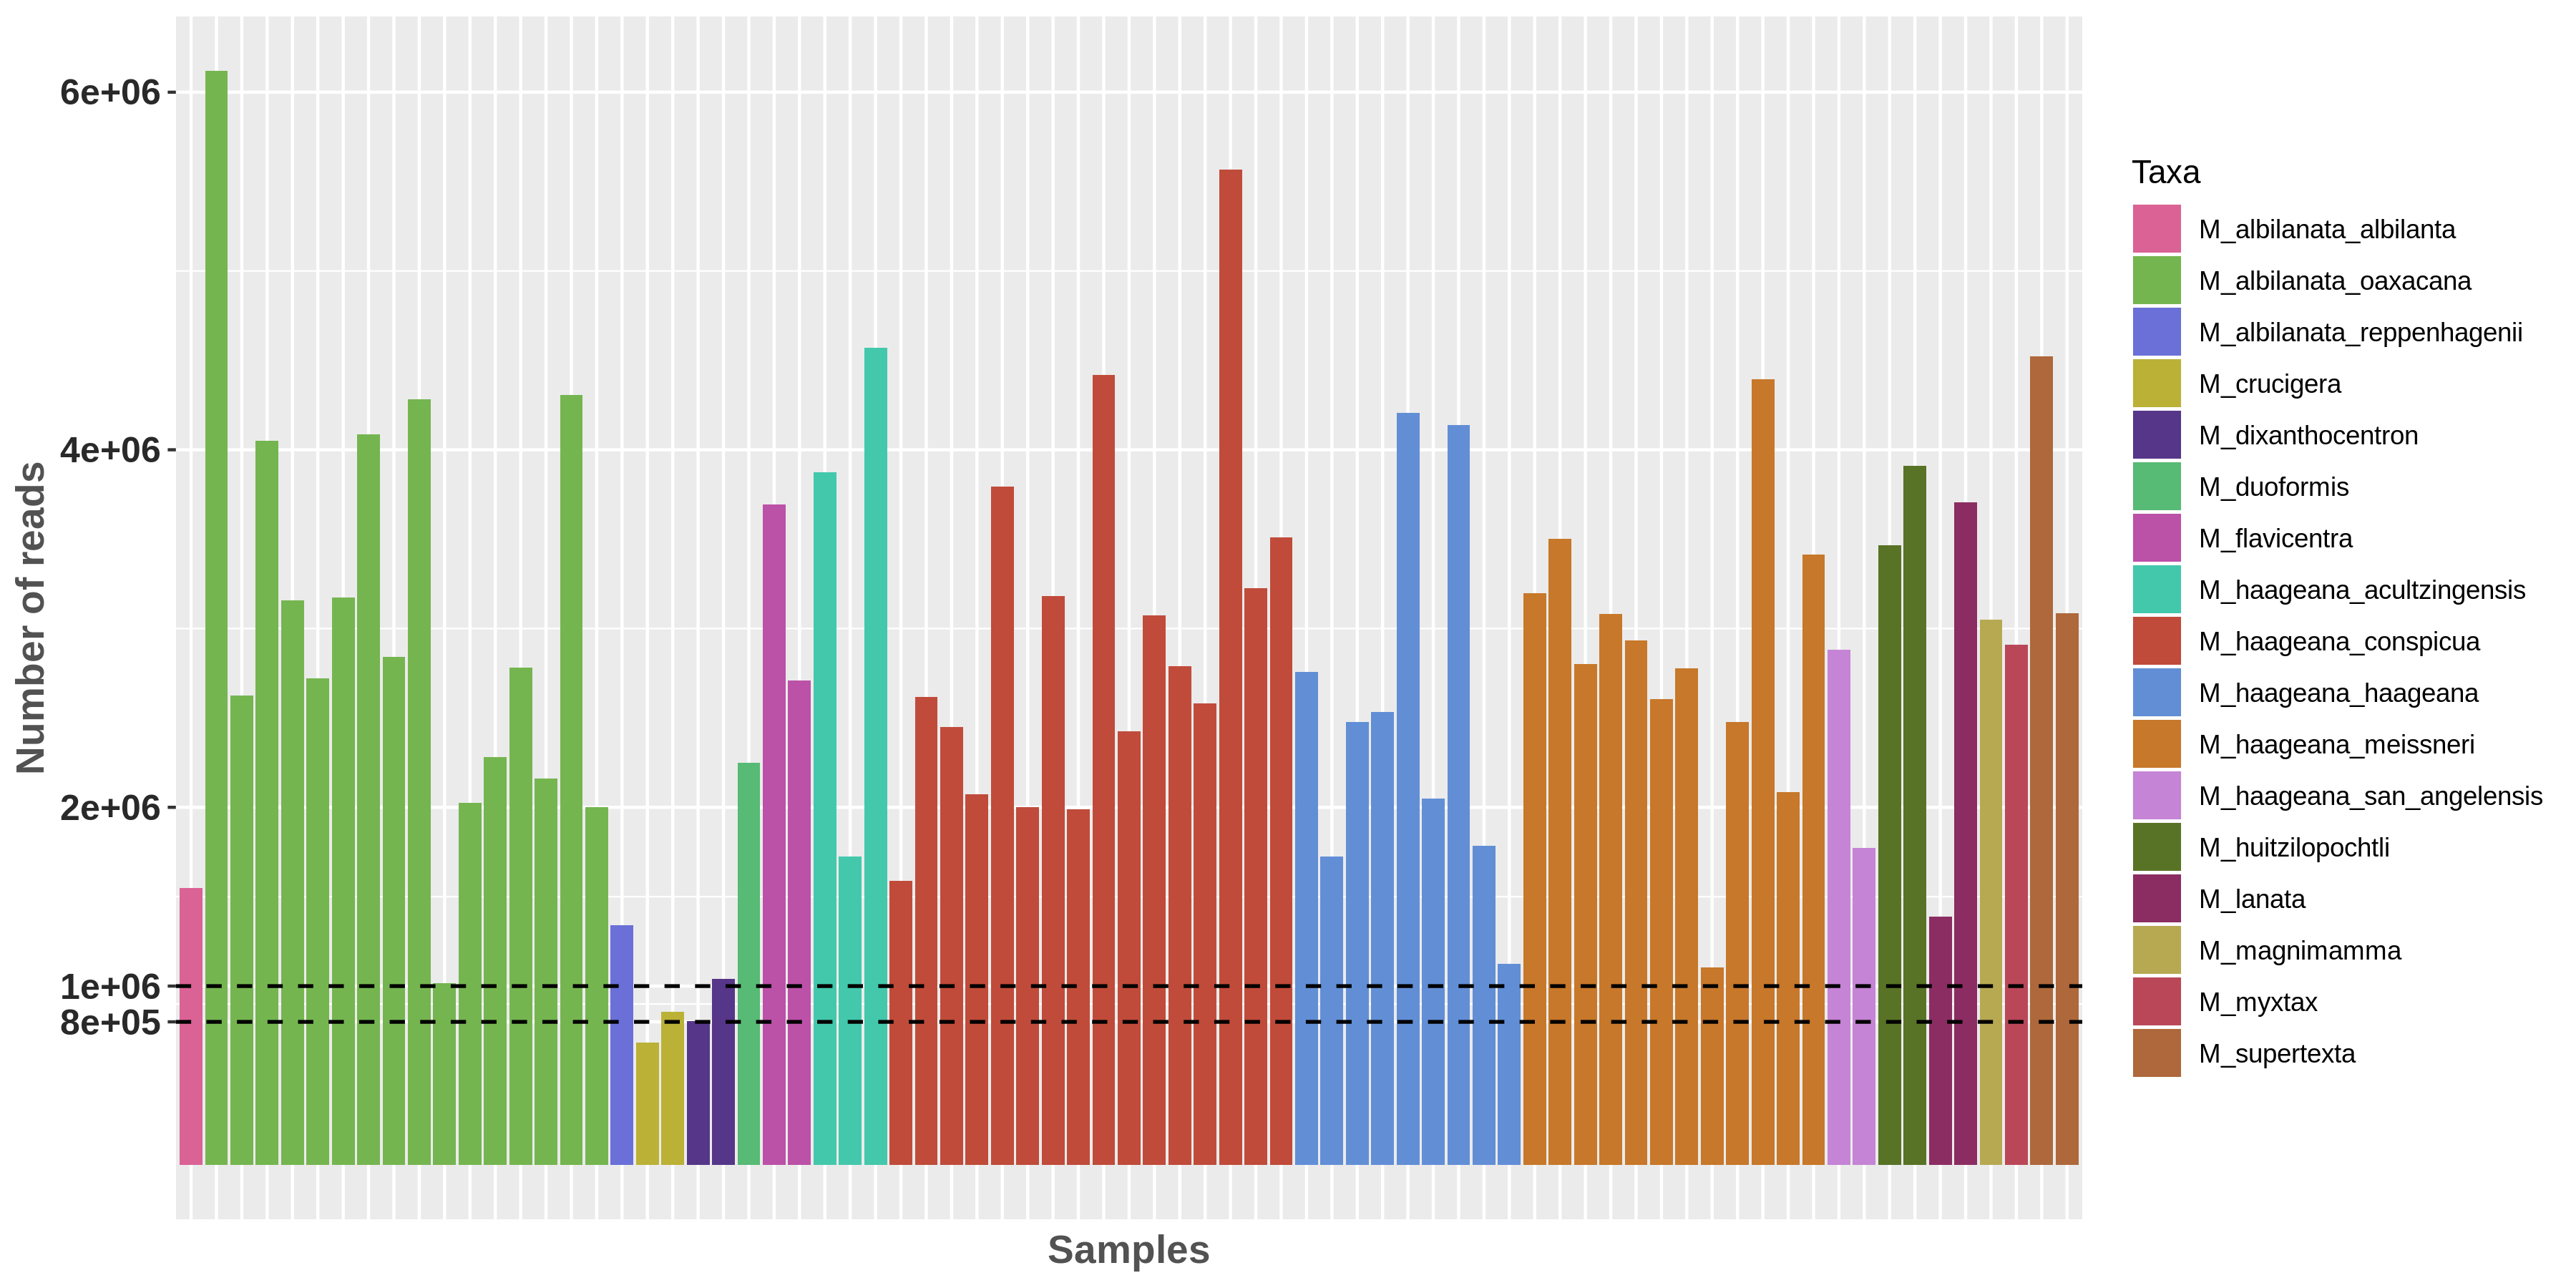 6e+06
4e+06
2e+06
1e+06
8e+05
Number of reads
Samples
Taxa
M_albilanata_albilanta
M_albilanata_oaxacana
M_albilanata_reppenhagenii
M_crucigera
M_dixanthocentron
M_duoformis
M_flavicentra
M_haageana_acultzingensis
M_haageana_conspicua
M_haageana_haageana
M_haageana_meissneri
M_haageana_san_angelensis
M_huitzilopochtli
M_lanata
M_magnimamma
M_myxtax
M_supertexta